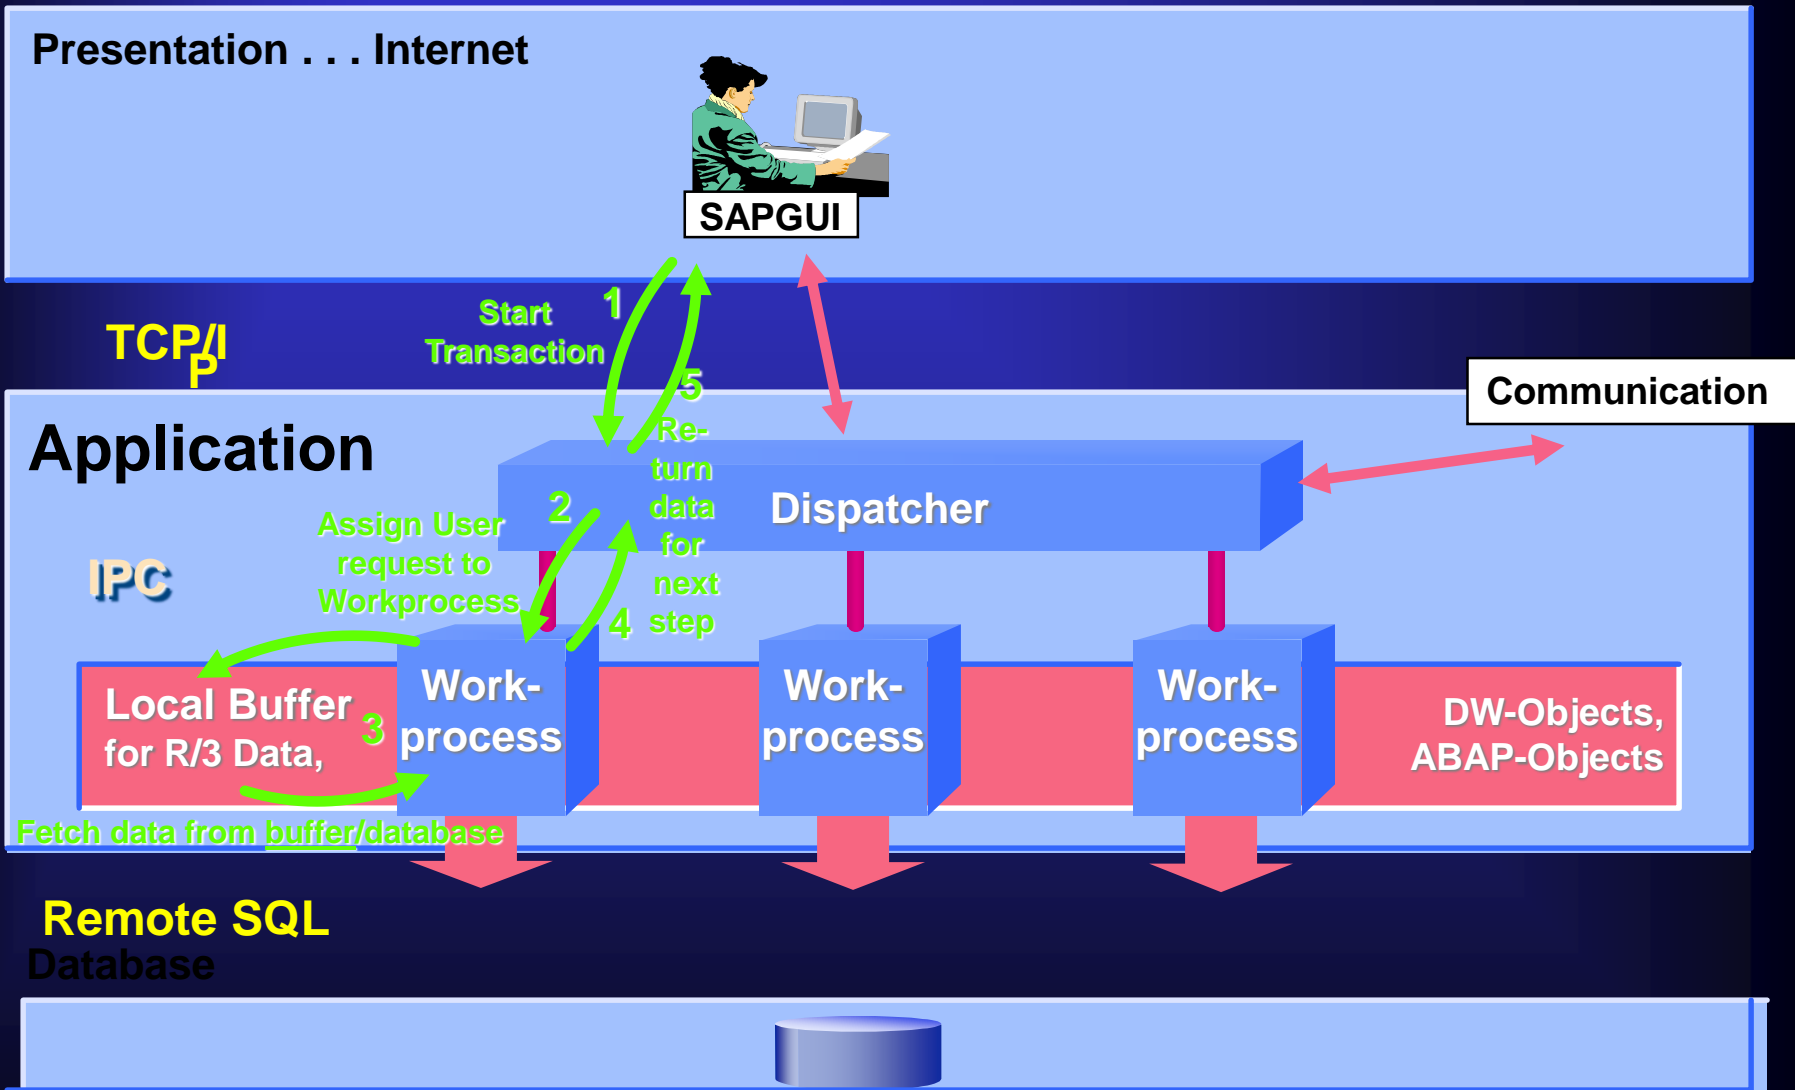 Presentation . . . Internet
SAPGUI
Start
Transaction
1
TCP/I
P
5
Re-
turn
data
for
next
step
Communication
Application
Dispatcher
2
Assign User
request to
Workprocess
IPC
4
Local Buffer
for R/3 Data,
3
Work-
process
Work-
process
Work-
process
DW-Objects,
ABAP-Objects
Fetch data from buffer/database
Remote SQL
Database